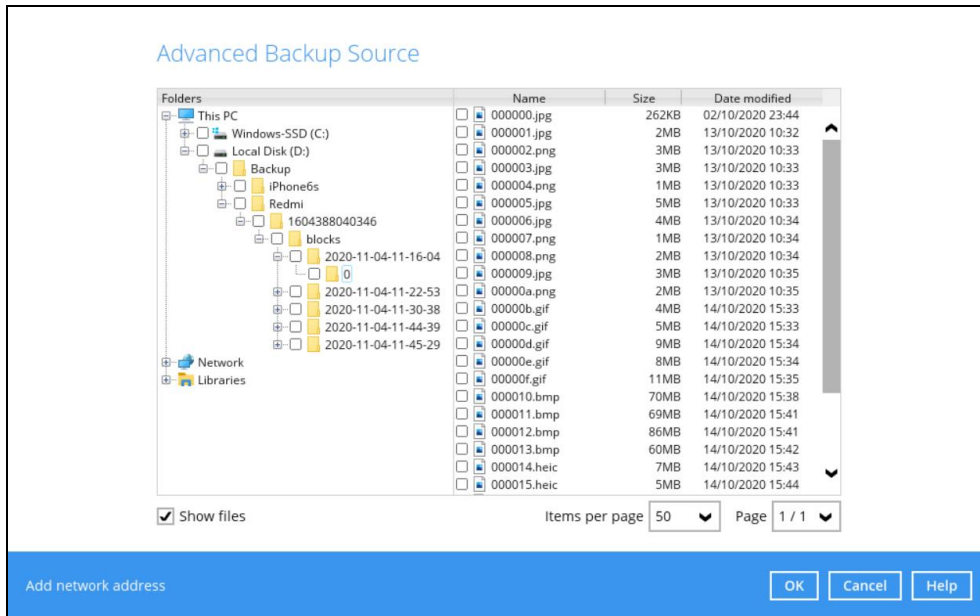 Advanced Backup Source
Folders
This PC
Windows-SSD (C:)
Local Disk (D:)
Backup
iPhone6s
Redmi
1604388040346
blocks
2020-11-04-11-16-04
0
2020-11-04-11-22-53
2020-11-04-11-30-38
2020-11-04-11-44-39
2020-11-04-11-45-29
Network
Libraries
Name Size Date modified
000000.jpg 262KB 02/10/2020 23:44
000001.jpg 2MB 13/10/2020 10:32
000002.png 3MB 13/10/2020 10:33
000003.jpg 3MB 13/10/2020 10:33
000004.png 1MB 13/10/2020 10:33
000005.jpg 5MB 13/10/2020 10:33
000006.jpg 4MB 13/10/2020 10:34
000007.png 1MB 13/10/2020 10:34
000008.png 2MB 13/10/2020 10:34
000009.jpg 3MB 13/10/2020 10:35
00000a.png 2MB 13/10/2020 10:35
00000b.gif 4MB 14/10/2020 15:33
00000c.gif 5MB 14/10/2020 15:33
00000d.gif 9MB 14/10/2020 15:34
00000e.gif 8MB 14/10/2020 15:34
00000f.gif 11MB 14/10/2020 15:35
000010.bmp 70MB 14/10/2020 15:38
000011.bmp 69MB 14/10/2020 15:41
000012.bmp 86MB 14/10/2020 15:41
000013.bmp 60MB 14/10/2020 15:42
000014.heic 7MB 14/10/2020 15:43
000015.heic 5MB 14/10/2020 15:44
Show files
Items per page 50 Page 1 / 1
Add network address
OK Cancel Help